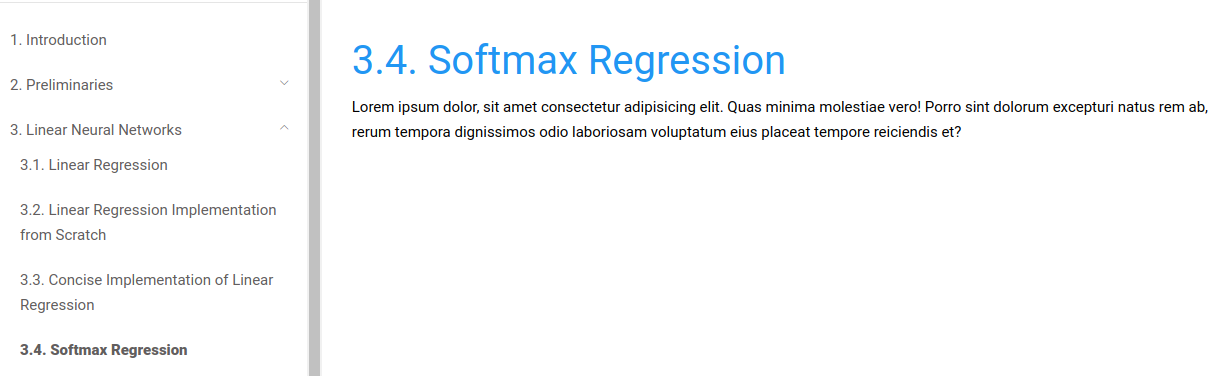 1. Introduction
2. Preliminaries
3. Linear Neural Networks
3.1. Linear Regression
3.2. Linear Regression Implementation
from Scratch
3.3. Concise Implementation of Linear
Regression
3.4. Softmax Regression
3.4. Softmax Regression
Lorem ipsum dolor, sit amet consectetur adipisicing elit. Quas minima molestiae vero! Porro sint dolorum excepturi natus rem ab,
rerum tempora dignissimos odio laboriosam voluptatum eius placeat tempore reiciendis et?